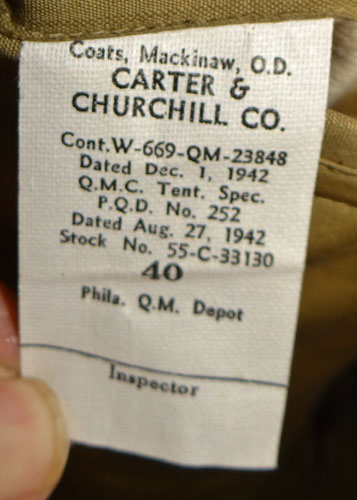 Coats, Mackinaw, O.D.
CARTER &
CHURCHILL CO.
Cont.W-669-QM-23848
Dated Dec. 1, 1942
Q.M.C. Tent. Spec.
P.Q.D. No. 252
Dated Aug. 27, 1942
Stock No. 55-C-33130
40
Phila. Q.M. Depot
Inspector